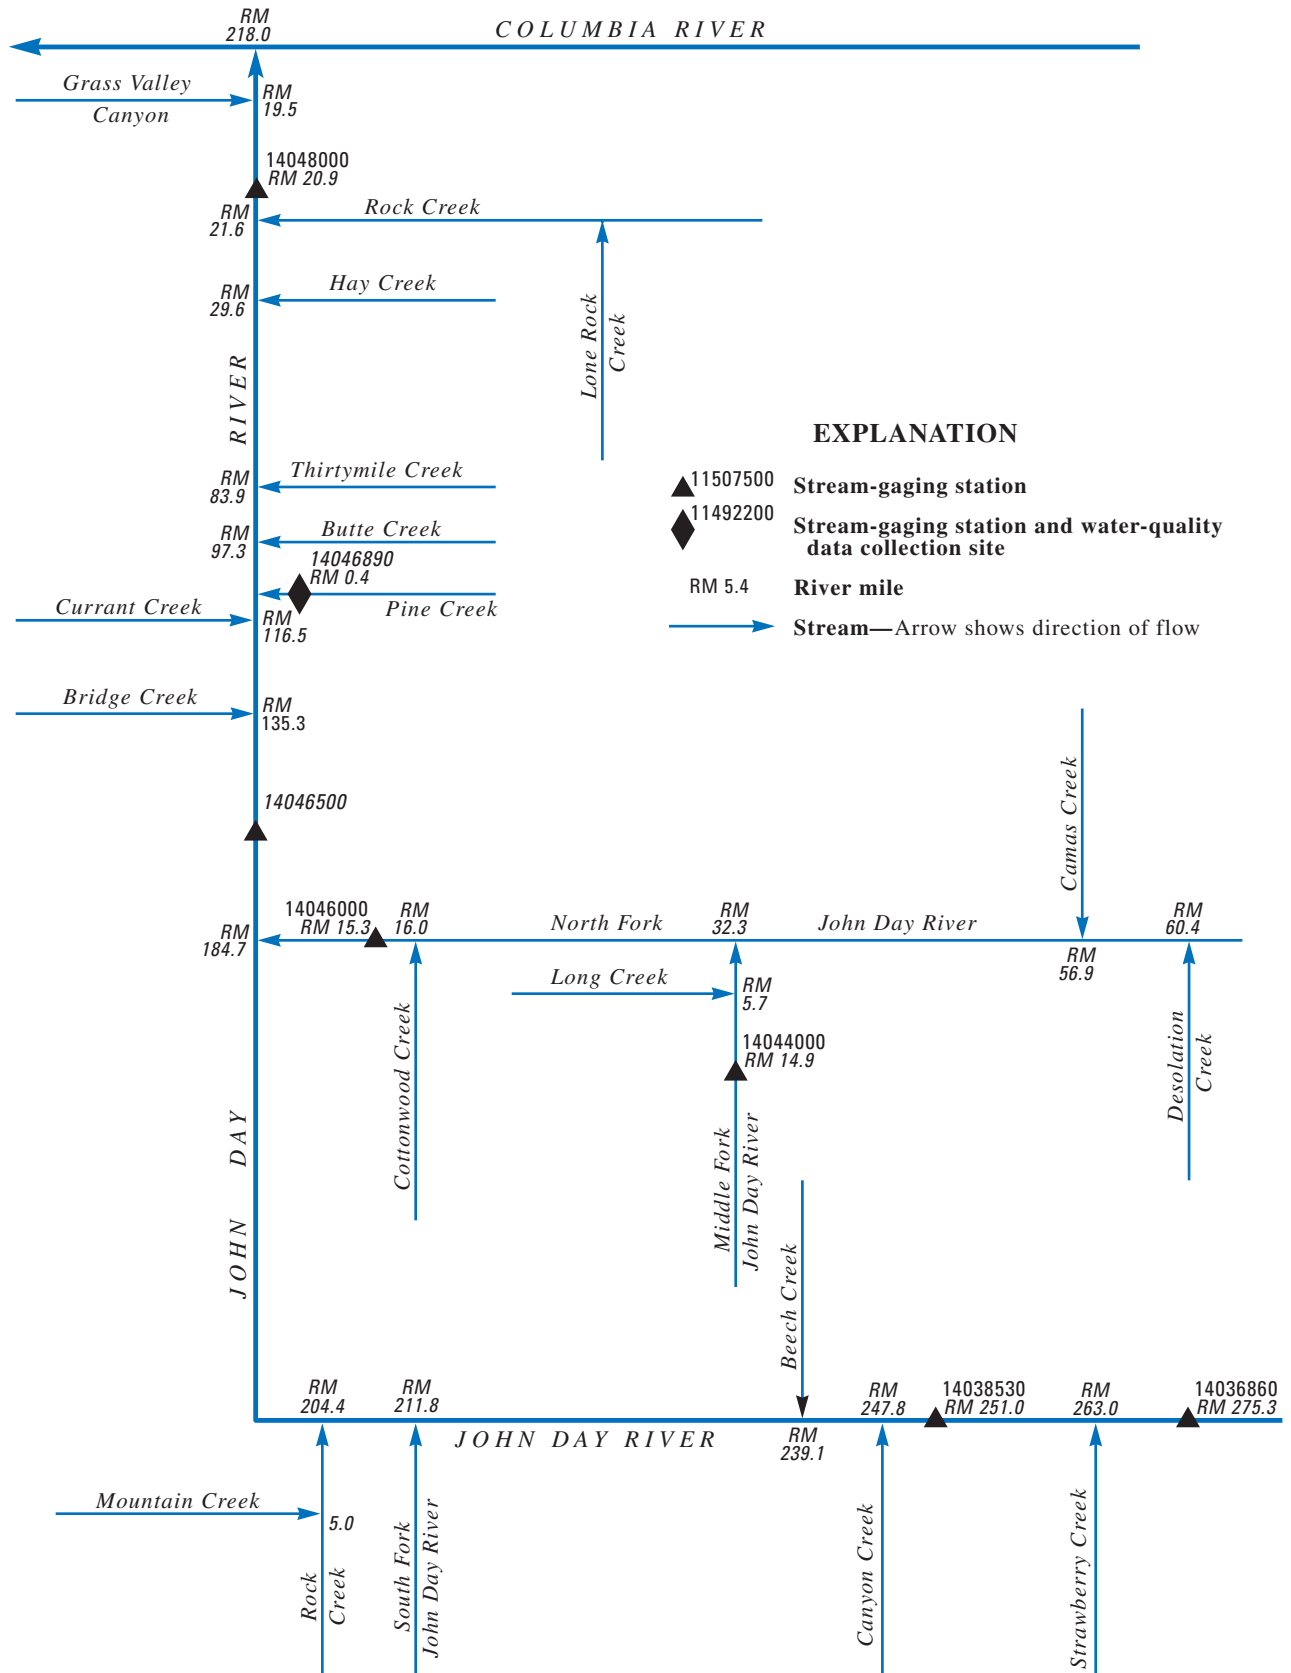 RM
218.0
COLUMBIA RIVER
Grass Valley
Canyon
RM
19.5
14048000
RM 20.9
RM
21.6
Rock Creek
RM
29.6
Hay Creek
Lone Rock
Creek
RIVER
EXPLANATION
11507500
Stream-gaging station
11492200
Stream-gaging station and water-quality
data collection site
RM 5.4
River mile
Stream—Arrow shows direction of flow
RM
83.9
Thirtymile Creek
RM
97.3
Butte Creek
14046890
RM 0.4
Pine Creek
Currant Creek
RM
116.5
Bridge Creek
RM
135.3
14046500
Camas Creek
RM
184.7
14046000
RM 15.3
RM
16.0
North Fork
RM
32.3
John Day River
RM
56.9
RM
60.4
Long Creek
RM
5.7
14044000
RM 14.9
Cottonwood Creek
Middle Fork
John Day River
Desolation
Creek
JOHN DAY
Beech Creek
RM
204.4
RM
211.8
JOHN DAY RIVER
RM
239.1
RM
247.8
14038530
RM 251.0
RM
263.0
14036860
RM 275.3
Mountain Creek
5.0
Rock
Creek
South Fork
John Day River
Canyon Creek
Strawberry Creek